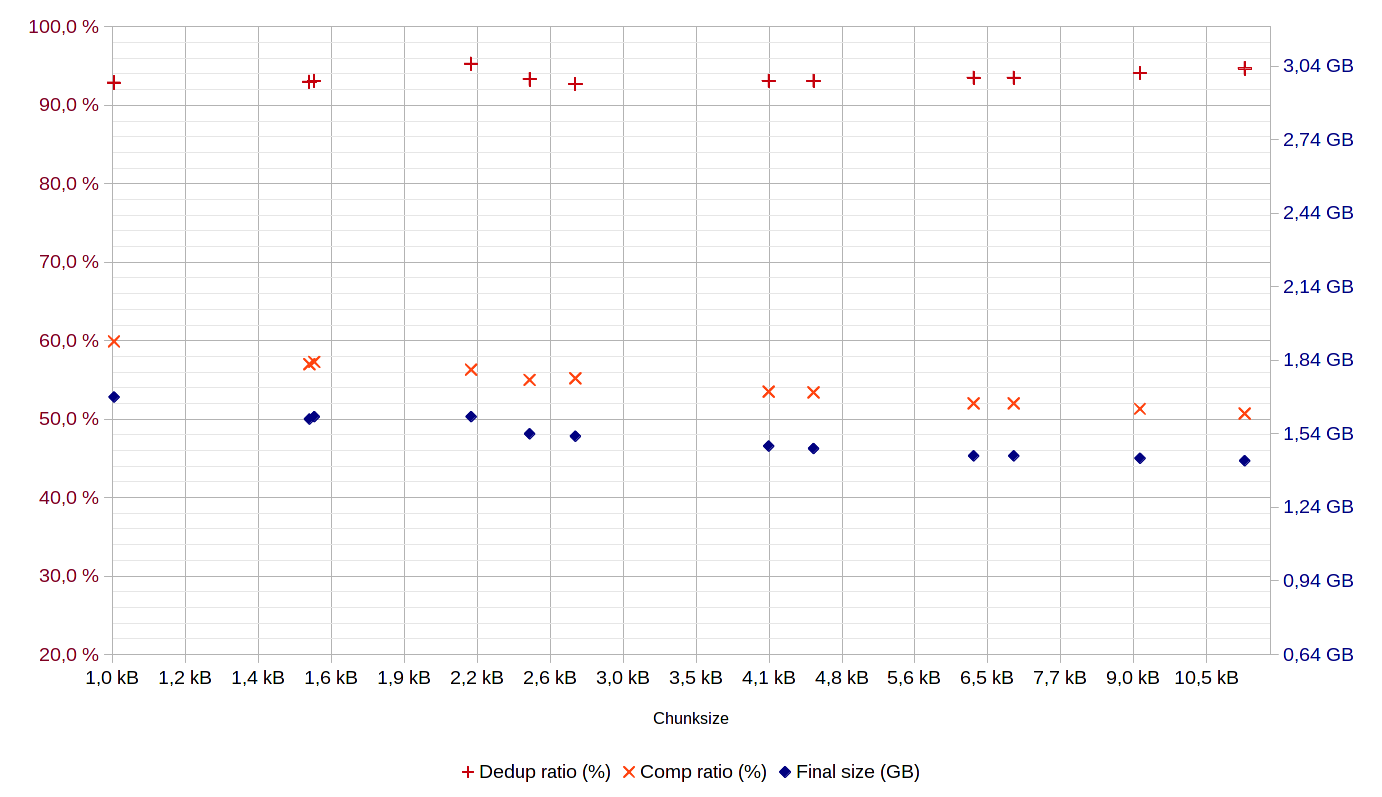 100,0 %
90,0 %
80,0 %
70,0 %
60,0 %
50,0 %
40,0 %
30,0 %
20,0 %
3,04 GB
2,74 GB
2,44 GB
2,14 GB
1,84 GB
1,54 GB
1,24 GB
0,94 GB
0,64 GB
1,0 kB 1,2 kB 1,4 kB 1,6 kB 1,9 kB 2,2 kB 2,6 kB 3,0 kB 3,5 kB 4,1 kB 4,8 kB 5,6 kB 6,5 kB 7,7 kB 9,0 kB 10,5 kB
Chunksize
Dedup ratio (%) Comp ratio (%) Final size (GB)